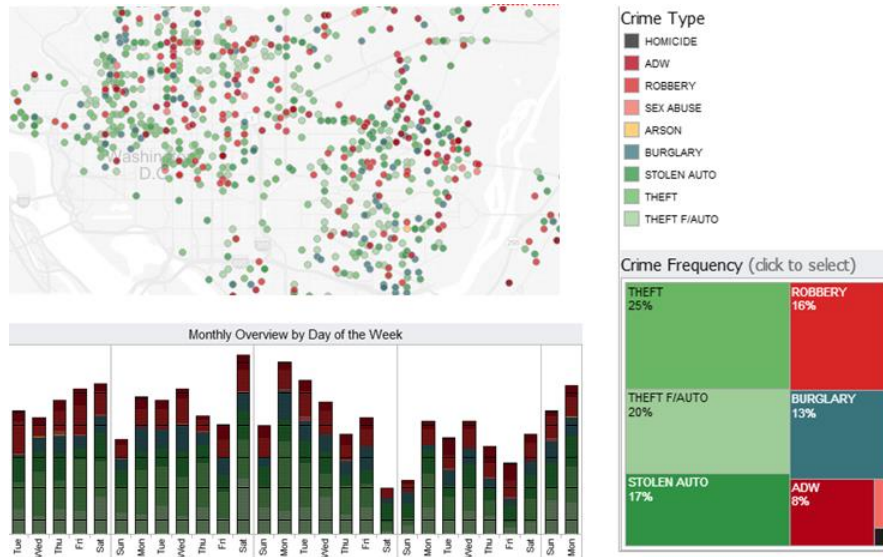 Washin
D.C
Crime Type
HOMICIDE
ADW
ROBBERY
SEX ABUSE
ARSON
BURGLARY
STOLEN AUTO
THEFT
THEFT F/AUTO
Crime Frequency (click to select)
THEFT
25%
ROBBERY
16%
THEFT F/AUTO
20%
BURGLARY
13%
STOLEN AUTO
17%
ADW
8%
Monthly Overview by Day of the Week
Tue Wed Thu Fri Sat Sun Mon Tue Wed Thu Fri Sat Sun Mon Tue Wed Thu Fri Sat Sun Mon Tue Wed Thu Fri Sat Sun Mon